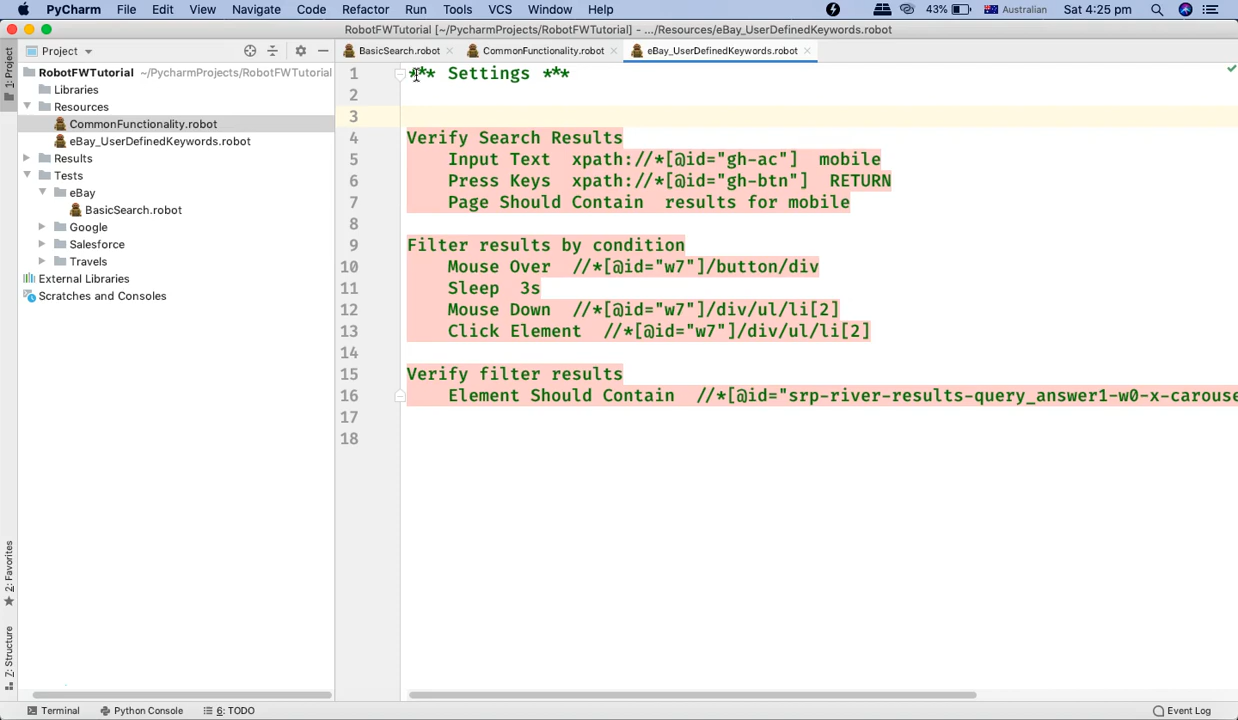 PyCharm File Edit View Navigate Code Refactor Run Tools VCS Window Help 43% Australian Sat 4:25 pm
RobotFWTutorial [~/PycharmProjects/RobotFWTutorial] - .../Resources/eBay_UserDefinedKeywords.robot
1: Project
Project
BasicSearch.robot
CommonFunctionality.robot
eBay_UserDefinedKeywords.robot
RobotFWTutorial ~/PycharmProjects/RobotFWTutorial
Libraries
Resources
CommonFunctionality.robot
eBay_UserDefinedKeywords.robot
Results
Tests
eBay
BasicSearch.robot
Google
Salesforce
Travels
External Libraries
Scratches and Consoles
1 *** Settings ***
2
3
4 Verify Search Results
5 Input Text xpath://*[@id="gh-ac"] mobile
6 Press Keys xpath://*[@id="gh-btn"] RETURN
7 Page Should Contain results for mobile
8
9 Filter results by condition
10 Mouse Over //*[@id="w7"]/button/div
11 Sleep 3s
12 Mouse Down //*[@id="w7"]/div/ul/li[2]
13 Click Element //*[@id="w7"]/div/ul/li[2]
14
15 Verify filter results
16 Element Should Contain //*[@id="srp-river-results-query_answer1-w0-x-carouse
17
18
2: Favorites
7: Structure
Terminal Python Console 6: TODO Event Log